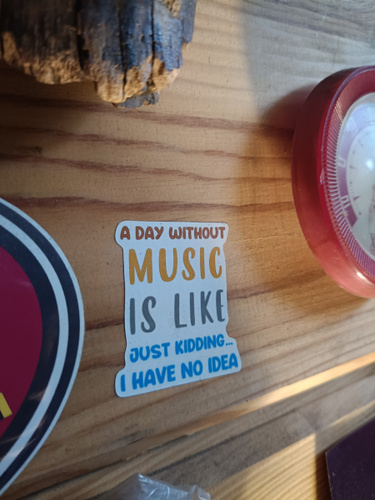 A DAY WITHOUT
MUSIC
IS LIKE
JUST KIDDING...
I HAVE NO IDEA